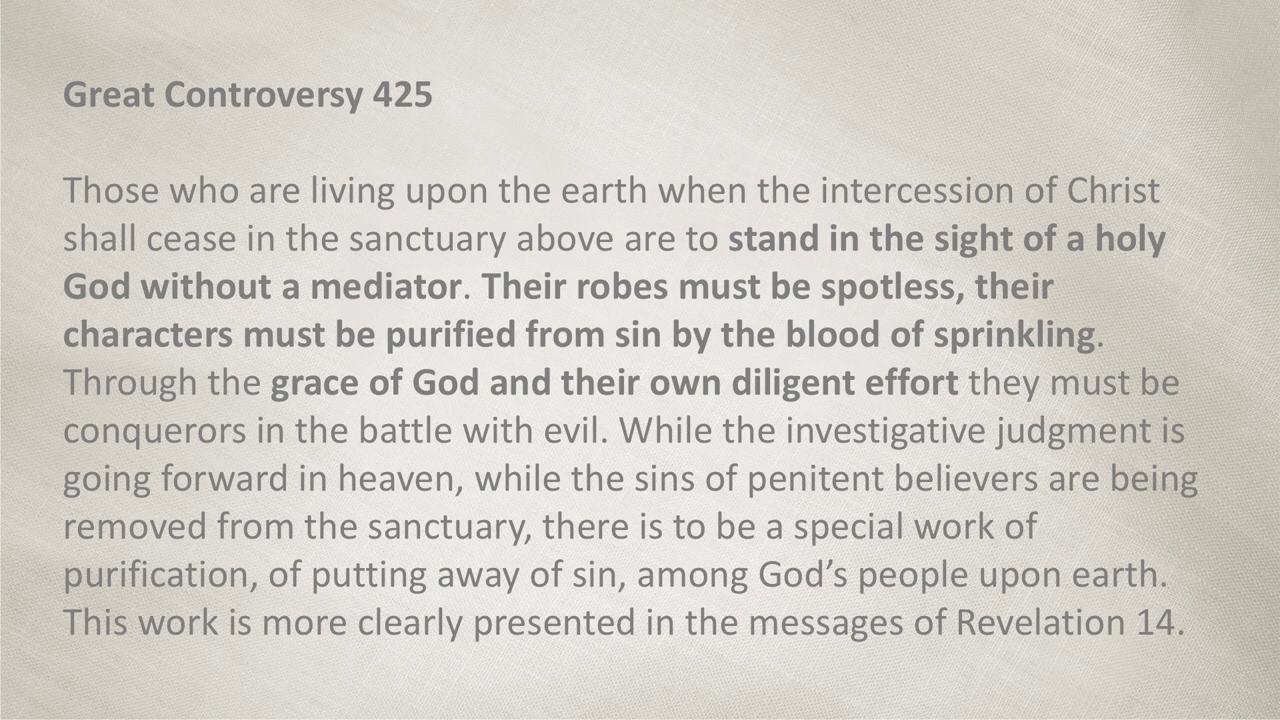 Great Controversy 425
Those who are living upon the earth when the intercession of Christ
shall cease in the sanctuary above are to stand in the sight of a holy
God without a mediator. Their robes must be spotless, their
characters must be purified from sin by the blood of sprinkling.
Through the grace of God and their own diligent effort they must be
conquerors in the battle with evil. While the investigative judgment is
going forward in heaven, while the sins of penitent believers are being
removed from the sanctuary, there is to be a special work of
purification, of putting away of sin, among God’s people upon earth.
This work is more clearly presented in the messages of Revelation 14.